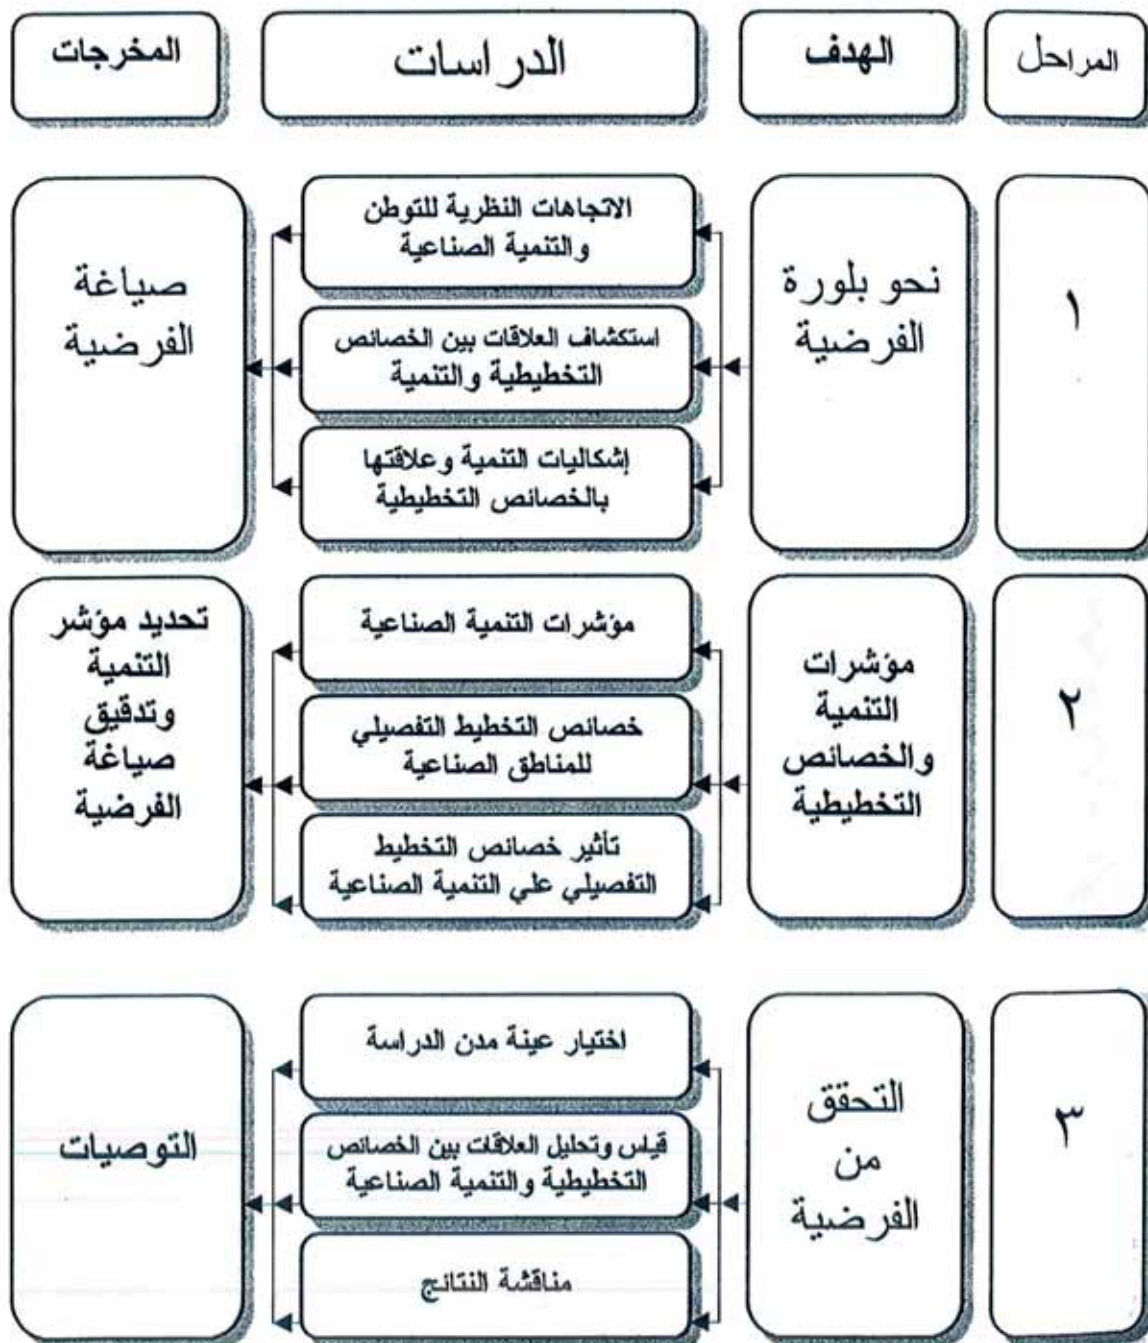 المراحل
الهدف
الدراسات
المخرجات
١
نحو بلورة
الفرضية
الاتجاهات النظرية للتوطن
والتنمية الصناعية
استكشاف العلاقات بين الخصائص
التخطيطية والتنمية
إشكاليات التنمية وعلاقتها
بالخصائص التخطيطية
صياغة
الفرضية
٢
مؤشرات
التنمية
والخصائص
التخطيطية
مؤشرات التنمية الصناعية
خصائص التخطيط التفصيلي
للمناطق الصناعية
تأثير خصائص التخطيط
التفصيلي علي التنمية الصناعية
تحديد مؤشر
التنمية
وتدقيق
صياغة
الفرضية
٣
التحقق
من
الفرضية
اختيار عينة مدن الدراسة
قياس وتحليل العلاقات بين الخصائص
التخطيطية والتنمية الصناعية
مناقشة النتائج
التوصيات